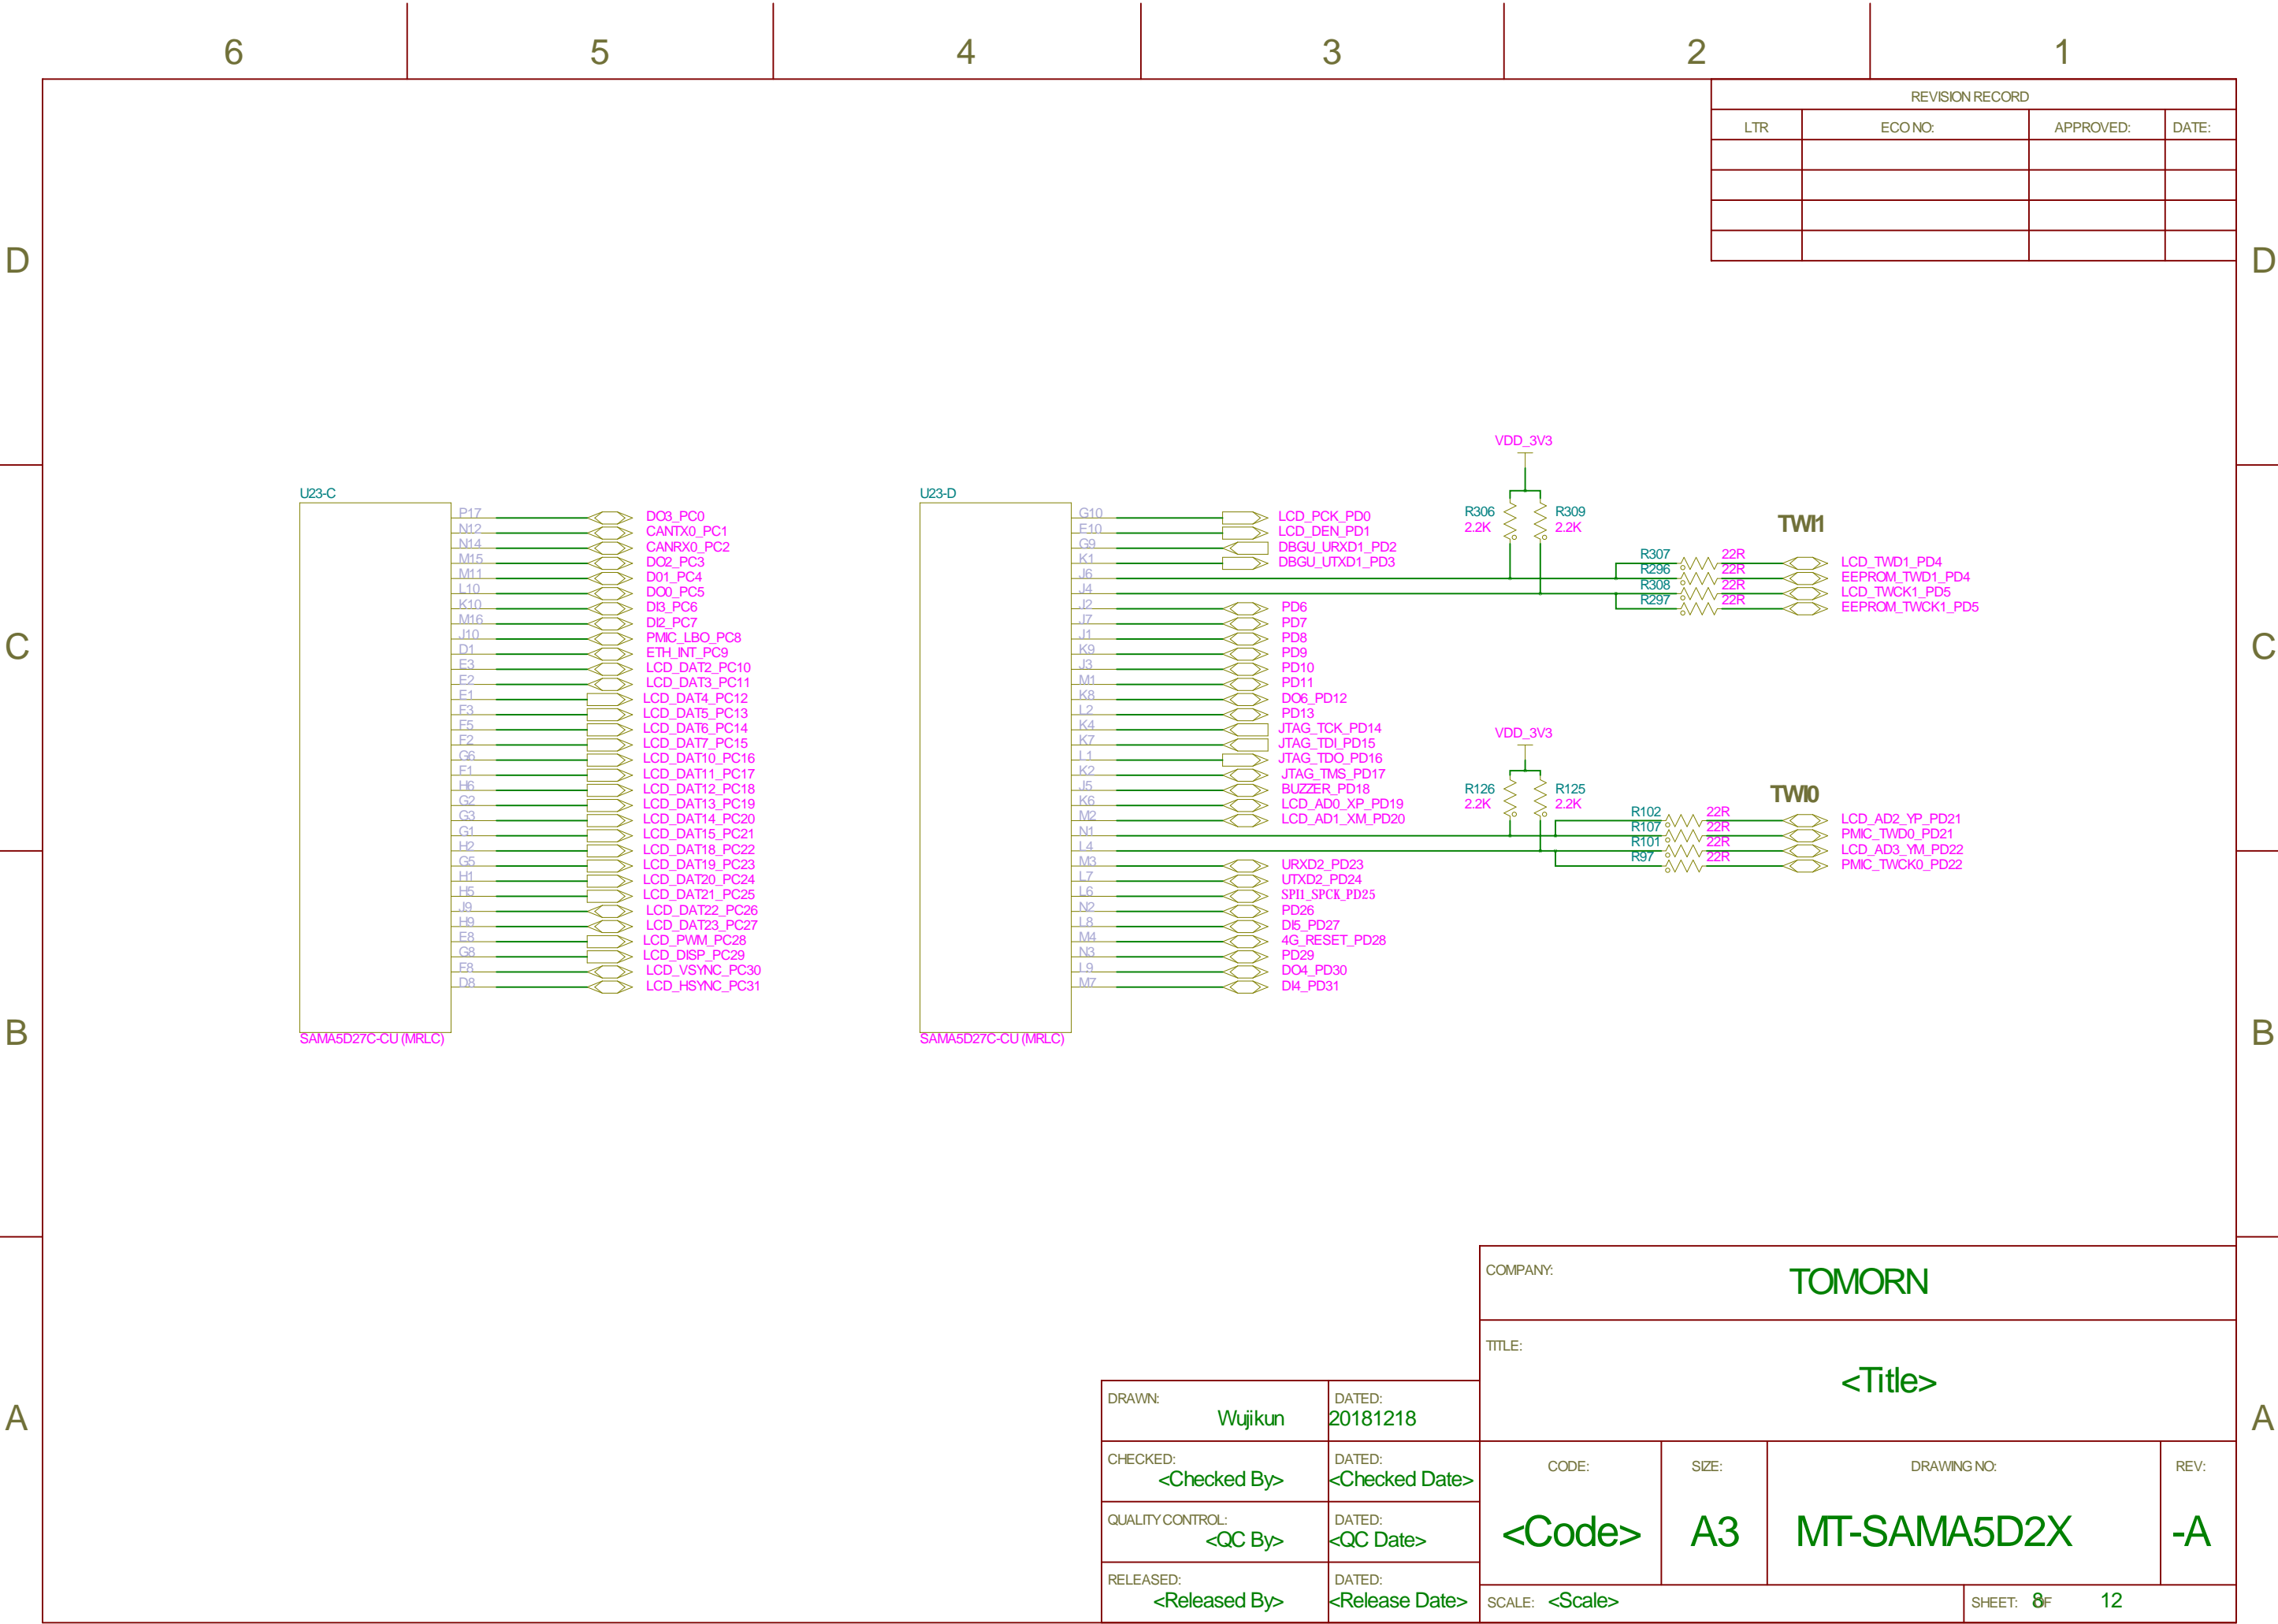 6 5 4 3 2 1
REVISION RECORD
LTR ECO NO: APPROVED: DATE:
D D
VDD_3V3
U23-C
P17 DO3_PC0
N12 CANTX0_PC1
N14 CANRX0_PC2
M15 DO2_PC3
M11 D01_PC4
L10 DO0_PC5
K10 DI3_PC6
M16 DI2_PC7
J10 PMIC_LBO_PC8
D1 ETH_INT_PC9
E3 LCD_DAT2_PC10
E2 LCD_DAT3_PC11
E1 LCD_DAT4_PC12
F3 LCD_DAT5_PC13
F5 LCD_DAT6_PC14
F2 LCD_DAT7_PC15
G6 LCD_DAT10_PC16
F1 LCD_DAT11_PC17
H6 LCD_DAT12_PC18
G2 LCD_DAT13_PC19
G3 LCD_DAT14_PC20
G1 LCD_DAT15_PC21
H2 LCD_DAT18_PC22
G5 LCD_DAT19_PC23
H1 LCD_DAT20_PC24
H5 LCD_DAT21_PC25
J9 LCD_DAT22_PC26
H9 LCD_DAT23_PC27
E8 LCD_PWM_PC28
G8 LCD_DISP_PC29
F8 LCD_VSYNC_PC30
D8 LCD_HSYNC_PC31
SAMA5D27C-CU (MRLC)
U23-D
G10 LCD_PCK_PD0
E10 LCD_DEN_PD1
G9 DBGU_URXD1_PD2
K1 DBGU_UTXD1_PD3
J6
J4
J2 PD6
J7 PD7
J1 PD8
K9 PD9
J3 PD10
M1 PD11
K8 DO6_PD12
L2 PD13
K4 JTAG_TCK_PD14
K7 JTAG_TDI_PD15
L1 JTAG_TDO_PD16
K2 JTAG_TMS_PD17
J5 BUZZER_PD18
K6 LCD_AD0_XP_PD19
M2 LCD_AD1_XM_PD20
N1
L4
M3 URXD2_PD23
L7 UTXD2_PD24
L6 SPI1_SPCK_PD25
N2 PD26
L8 DI5_PD27
M4 4G_RESET_PD28
N3 PD29
L9 DO4_PD30
M7 DI4_PD31
SAMA5D27C-CU (MRLC)
R306 R309
2.2K 2.2K
TWI1
R307 22R LCD_TWD1_PD4
R296 22R EEPROM_TWD1_PD4
R308 22R LCD_TWCK1_PD5
R297 22R EEPROM_TWCK1_PD5
VDD_3V3
R126 R125
2.2K 2.2K
TWI0
R102 22R LCD_AD2_YP_PD21
R107 22R PMIC_TWD0_PD21
R101 22R LCD_AD3_YM_PD22
R97 22R PMIC_TWCK0_PD22
C C
B B
A A
COMPANY: TOMORN
TITLE: <Title>
DRAWN: Wujikun DATED: 20181218
CHECKED: <Checked By> DATED: <Checked Date>
QUALITY CONTROL: <QC By> DATED: <QC Date>
RELEASED: <Released By> DATED: <Release Date>
CODE: SIZE: DRAWING NO: REV:
<Code> A3 MT-SAMA5D2X -A
SCALE: <Scale> SHEET: 8 OF 12